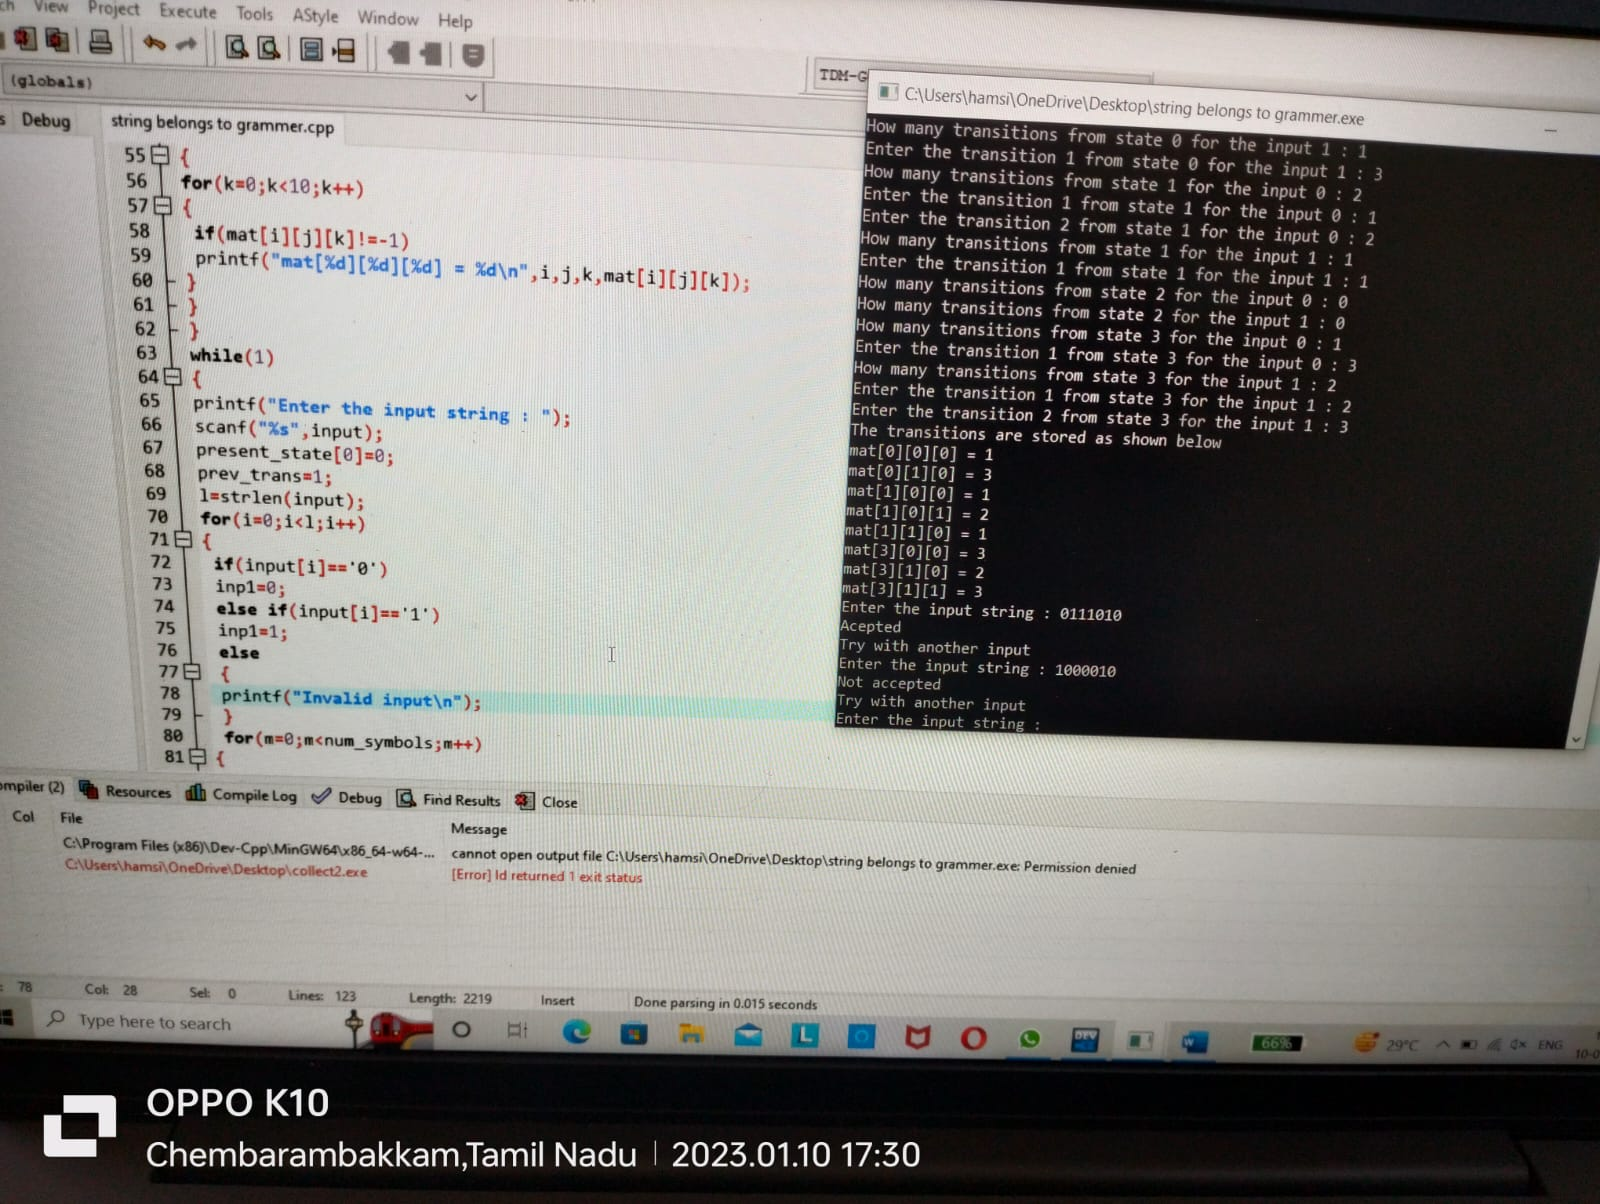 View Project Execute Tools AStyle Window Help
(globals)
TDM-G
Debug
string belongs to grammer.cpp
55 {
56 for(k=0;k<10;k++)
57 {
58 if(mat[i][j][k]!=-1)
59 printf("mat[%d][%d][%d] = %d\n",i,j,k,mat[i][j][k]);
60 }
61 }
62 }
63 while(1)
64 {
65 printf("Enter the input string : ");
66 scanf("%s",input);
67 present_state[0]=0;
68 prev_trans=1;
69 l=strlen(input);
70 for(i=0;i<l;i++)
71 {
72 if(input[i]=='0')
73 inp1=0;
74 else if(input[i]=='1')
75 inp1=1;
76 else
77 {
78 printf("Invalid input\n");
79 }
80 for(m=0;m<num_symbols;m++)
81 {
C:\Users\hamsi\OneDrive\Desktop\string belongs to grammer.exe
How many transitions from state 0 for the input 1 : 1
Enter the transition 1 from state 0 for the input 1 : 3
How many transitions from state 1 for the input 0 : 2
Enter the transition 1 from state 1 for the input 0 : 1
Enter the transition 2 from state 1 for the input 0 : 2
How many transitions from state 1 for the input 1 : 1
Enter the transition 1 from state 1 for the input 1 : 1
How many transitions from state 2 for the input 0 : 0
How many transitions from state 2 for the input 1 : 0
How many transitions from state 3 for the input 0 : 1
Enter the transition 1 from state 3 for the input 0 : 3
How many transitions from state 3 for the input 1 : 2
Enter the transition 1 from state 3 for the input 1 : 2
Enter the transition 2 from state 3 for the input 1 : 3
The transitions are stored as shown below
mat[0][0][0] = 1
mat[0][1][0] = 3
mat[1][0][0] = 1
mat[1][0][1] = 2
mat[1][1][0] = 1
mat[3][0][0] = 3
mat[3][1][0] = 2
mat[3][1][1] = 3
Enter the input string : 0111010
Acepted
Try with another input
Enter the input string : 1000010
Not accepted
Try with another input
Enter the input string :
ompiler (2) Resources Compile Log Debug Find Results Close
Col File Message
C:\Program Files (x86)\Dev-Cpp\MinGW64\x86_64-w64-... cannot open output file C:\Users\hamsi\OneDrive\Desktop\string belongs to grammer.exe: Permission denied
C:\Users\hamsi\OneDrive\Desktop\collect2.exe [Error] ld returned 1 exit status
78 Col: 28 Sel: 0 Lines: 123 Length: 2219 Insert Done parsing in 0.015 seconds
Type here to search
DEV
66%
29°C
ENG
OPPO K10
Chembarambakkam,Tamil Nadu | 2023.01.10 17:30